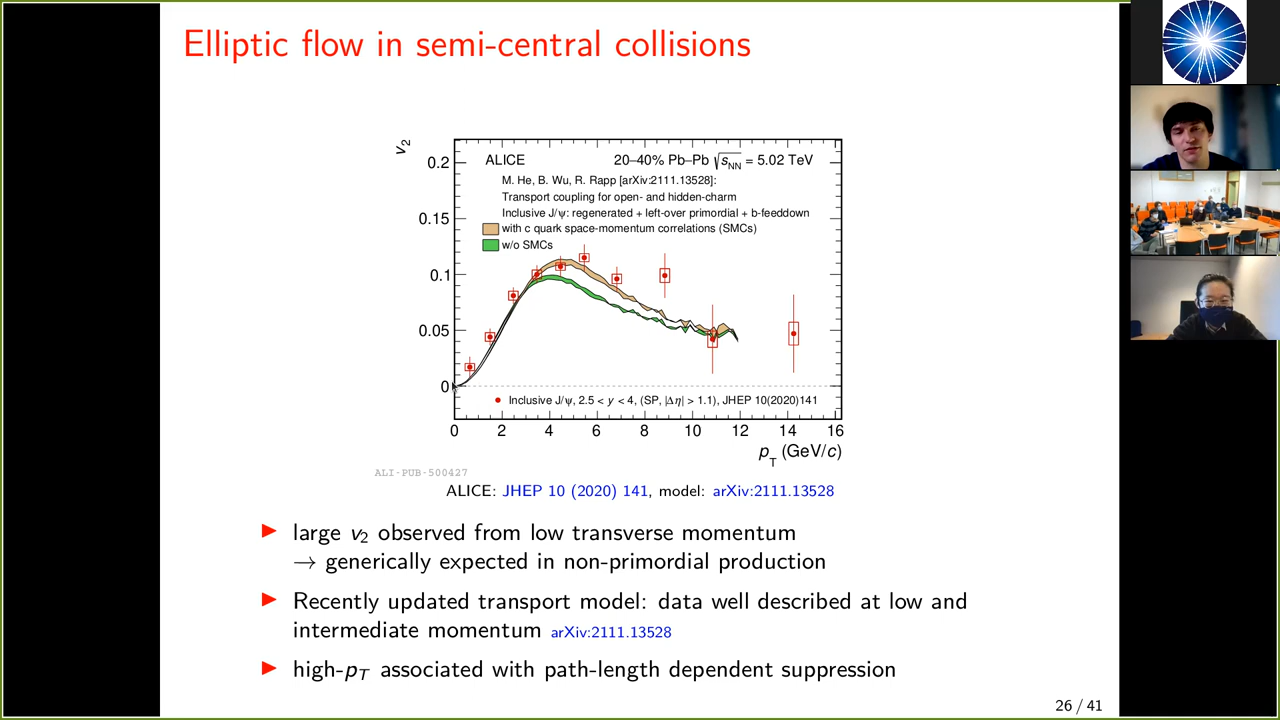 Elliptic flow in semi-central collisions
v2
0.2
0.15
0.1
0.05
0
ALICE 20–40% Pb–Pb √sNN = 5.02 TeV
M. He, B. Wu, R. Rapp [arXiv:2111.13528]:
Transport coupling for open- and hidden-charm
Inclusive J/ψ: regenerated + left-over primordial + b-feeddown
with c quark space-momentum correlations (SMCs)
w/o SMCs
Inclusive J/ψ, 2.5 < y < 4, (SP, |Δη| > 1.1), JHEP 10(2020)141
0 2 4 6 8 10 12 14 16
pT (GeV/c)
ALI-PUB-500427
ALICE: JHEP 10 (2020) 141, model: arXiv:2111.13528
▶ large v2 observed from low transverse momentum
→ generically expected in non-primordial production
▶ Recently updated transport model: data well described at low and
intermediate momentum arXiv:2111.13528
▶ high-pT associated with path-length dependent suppression
26 / 41